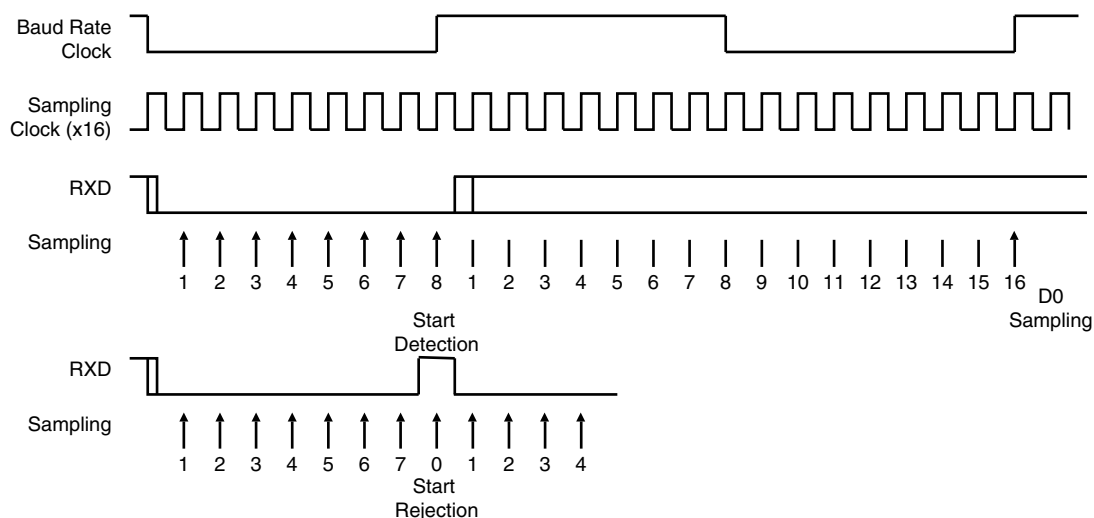 Baud Rate
Clock
Sampling
Clock (x16)
RXD
Sampling
1 2 3 4 5 6 7 8 1 2 3 4 5 6 7 8 9 10 11 12 13 14 15 16
D0
Sampling
Start
Detection
RXD
Sampling
1 2 3 4 5 6 7 0 1 2 3 4
Start
Rejection